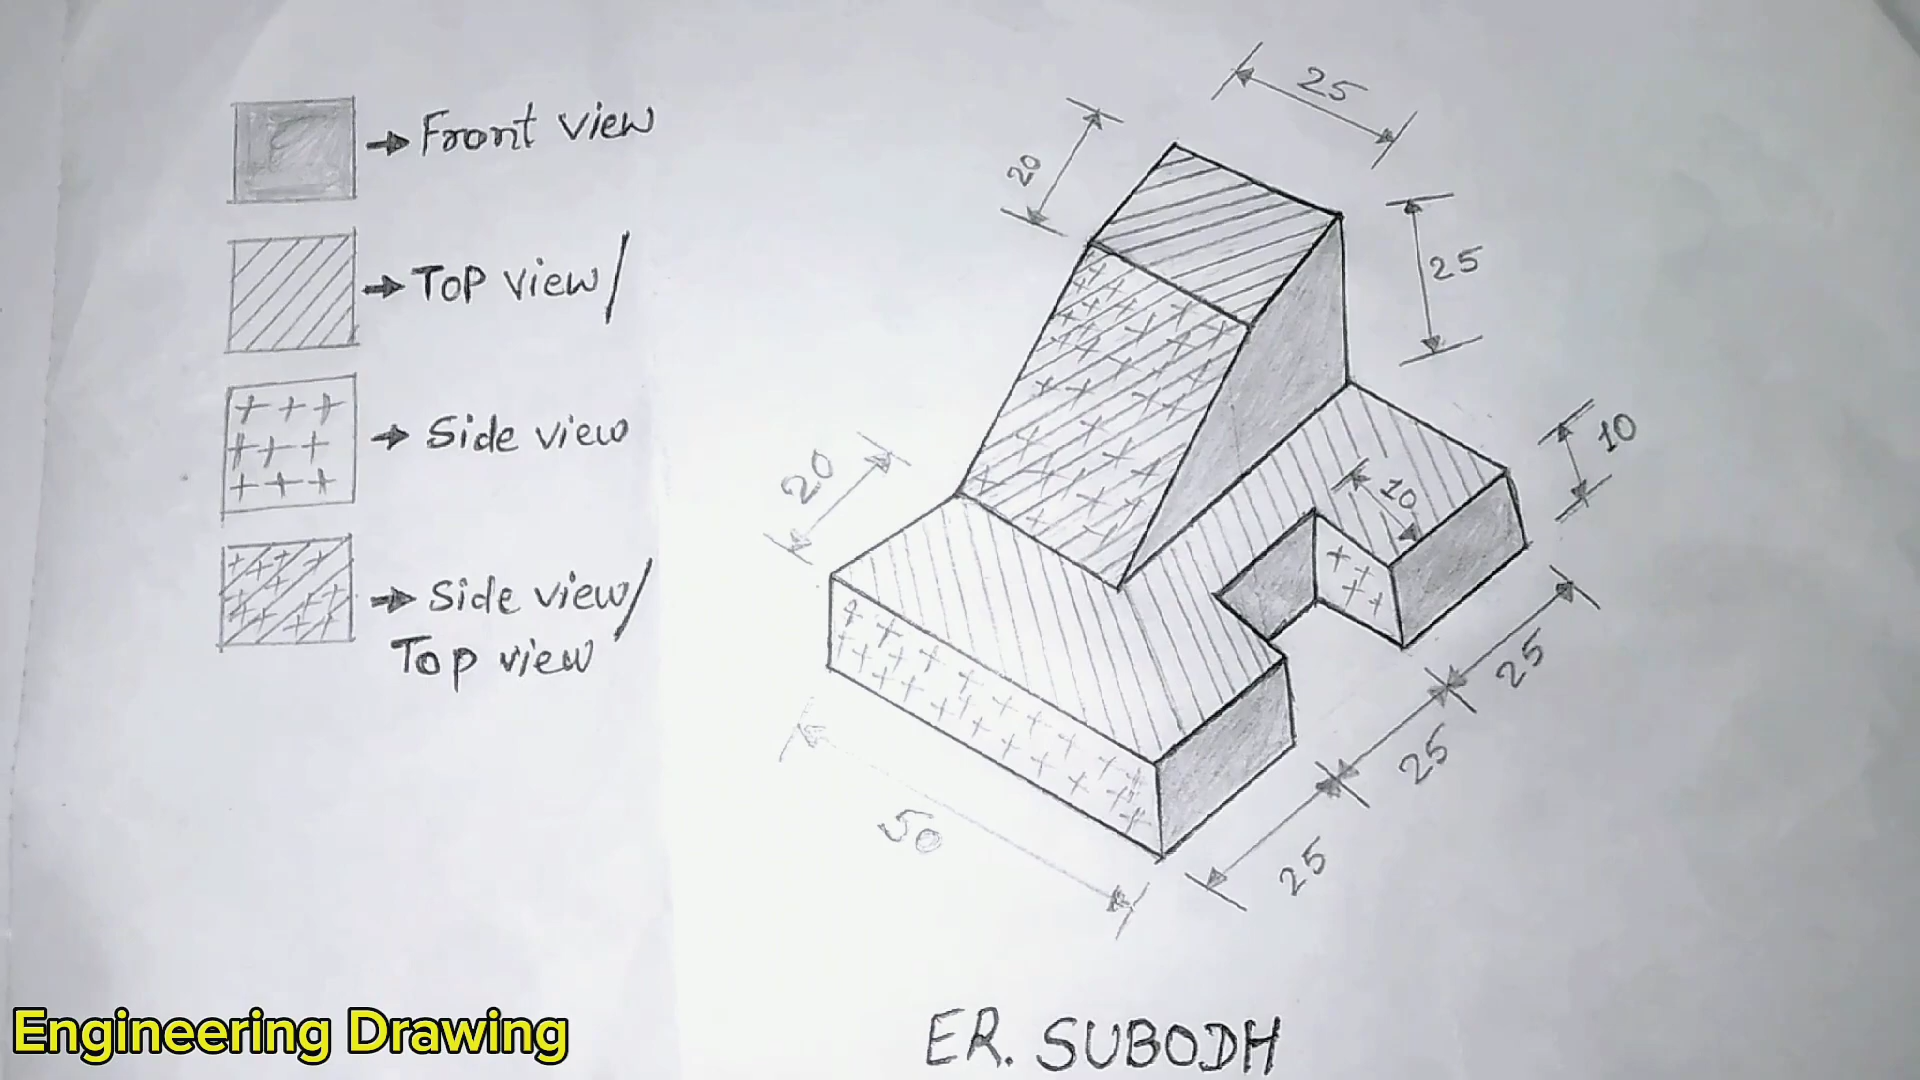 Front view
Top view/
Side view
Side view/
Top view
25
20
25
10
10
20
25
25
25
50
ER. SUBODH
Engineering Drawing